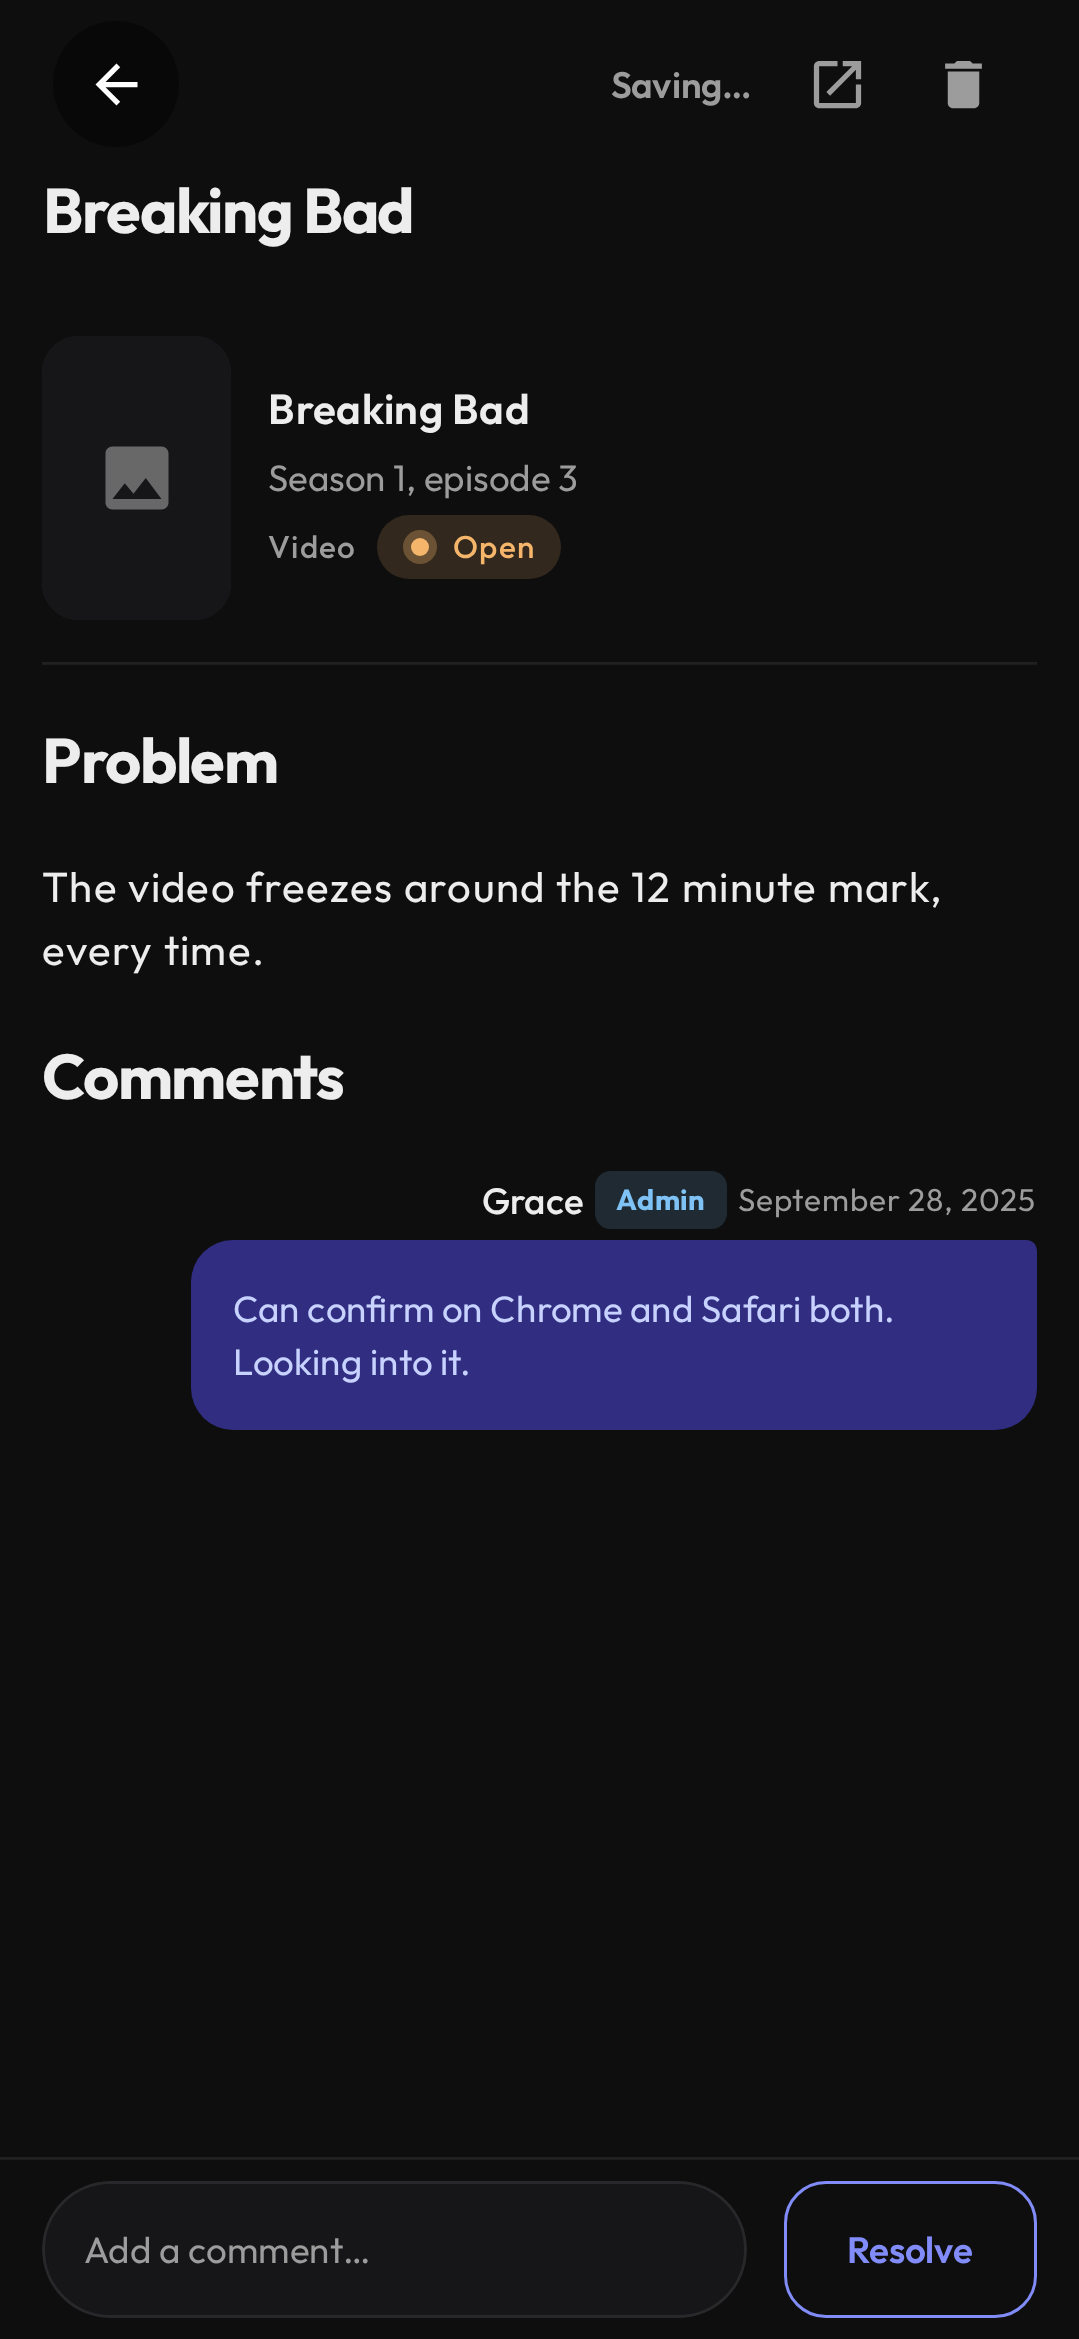 Saving...
Breaking Bad
Breaking Bad
Season 1, episode 3
Video Open
Problem
The video freezes around the 12 minute mark,
every time.
Comments
Grace Admin September 28, 2025
Can confirm on Chrome and Safari both.
Looking into it.
Add a comment...
Resolve